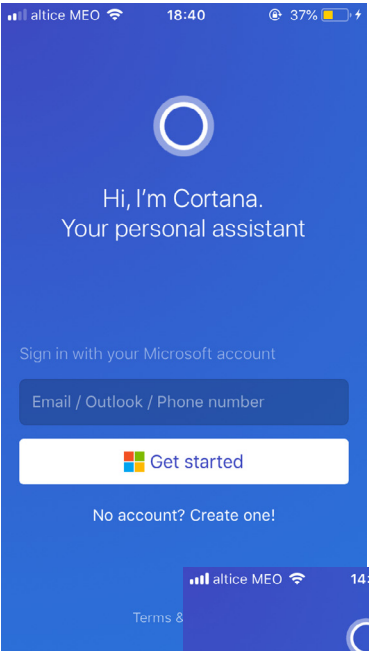 altice MEO 18:40 37%
Hi, I'm Cortana.
Your personal assistant
Sign in with your Microsoft account
Email / Outlook / Phone number
Get started
No account? Create one!
Terms &
altice MEO 14: